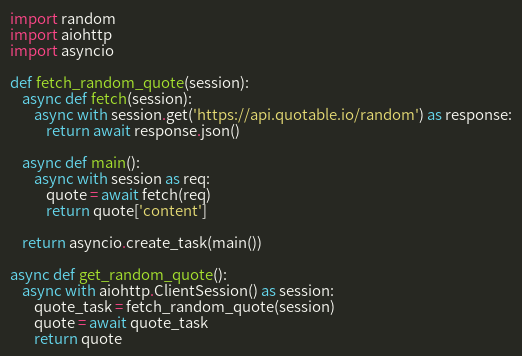 import random
import aiohttp
import asyncio

def fetch_random_quote(session):
    async def fetch(session):
        async with session.get('https://api.quotable.io/random') as response:
            return await response.json()

    async def main():
        async with session as req:
            quote = await fetch(req)
            return quote['content']

    return asyncio.create_task(main())

async def get_random_quote():
    async with aiohttp.ClientSession() as session:
        quote_task = fetch_random_quote(session)
        quote = await quote_task
        return quote